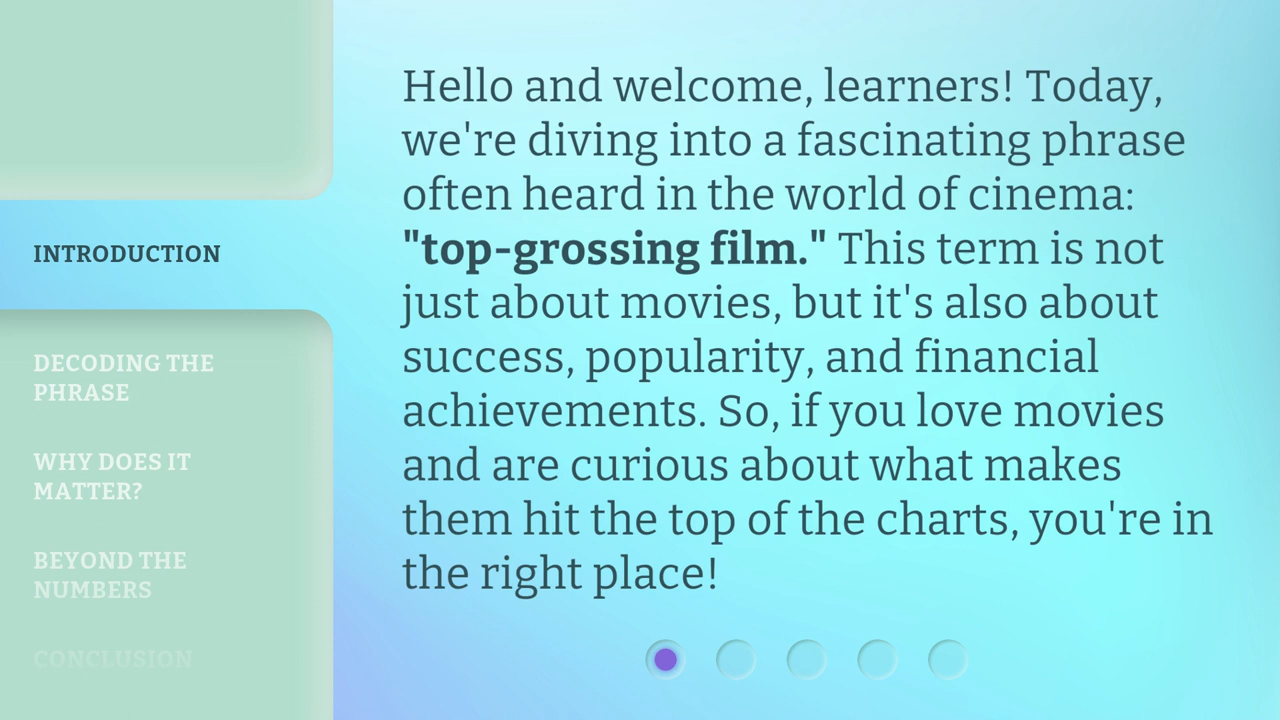 INTRODUCTION
DECODING THE
PHRASE
WHY DOES IT
MATTER?
BEYOND THE
NUMBERS
CONCLUSION
Hello and welcome, learners! Today,
we're diving into a fascinating phrase
often heard in the world of cinema:
"top-grossing film." This term is not
just about movies, but it's also about
success, popularity, and financial
achievements. So, if you love movies
and are curious about what makes
them hit the top of the charts, you're in
the right place!